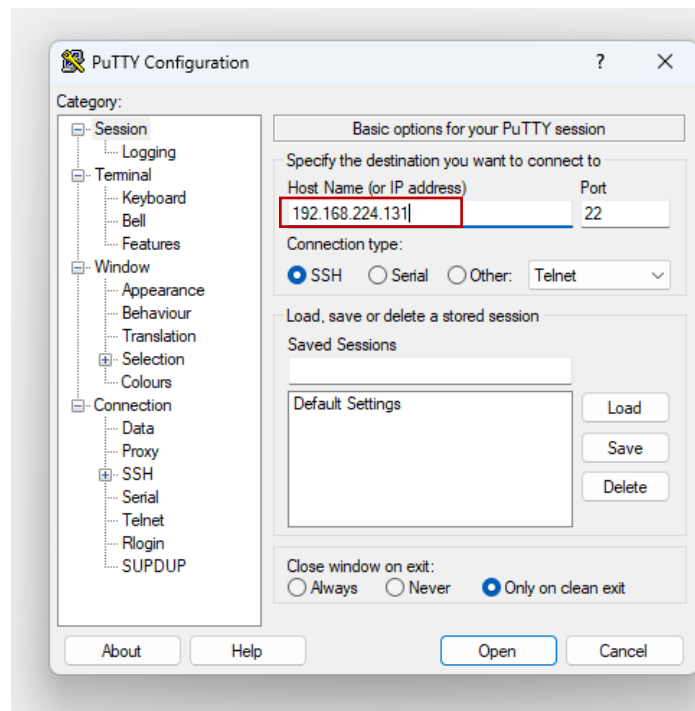 PuTTY Configuration
?
Category:
Session
Logging
Terminal
Keyboard
Bell
Features
Window
Appearance
Behaviour
Translation
Selection
Colours
Connection
Data
Proxy
SSH
Serial
Telnet
Rlogin
SUPDUP
Basic options for your PuTTY session
Specify the destination you want to connect to
Host Name (or IP address) Port
192.168.224.131 22
Connection type:
SSH Serial Other: Telnet
Load, save or delete a stored session
Saved Sessions
Default Settings
Load
Save
Delete
Close window on exit:
Always Never Only on clean exit
About Help Open Cancel